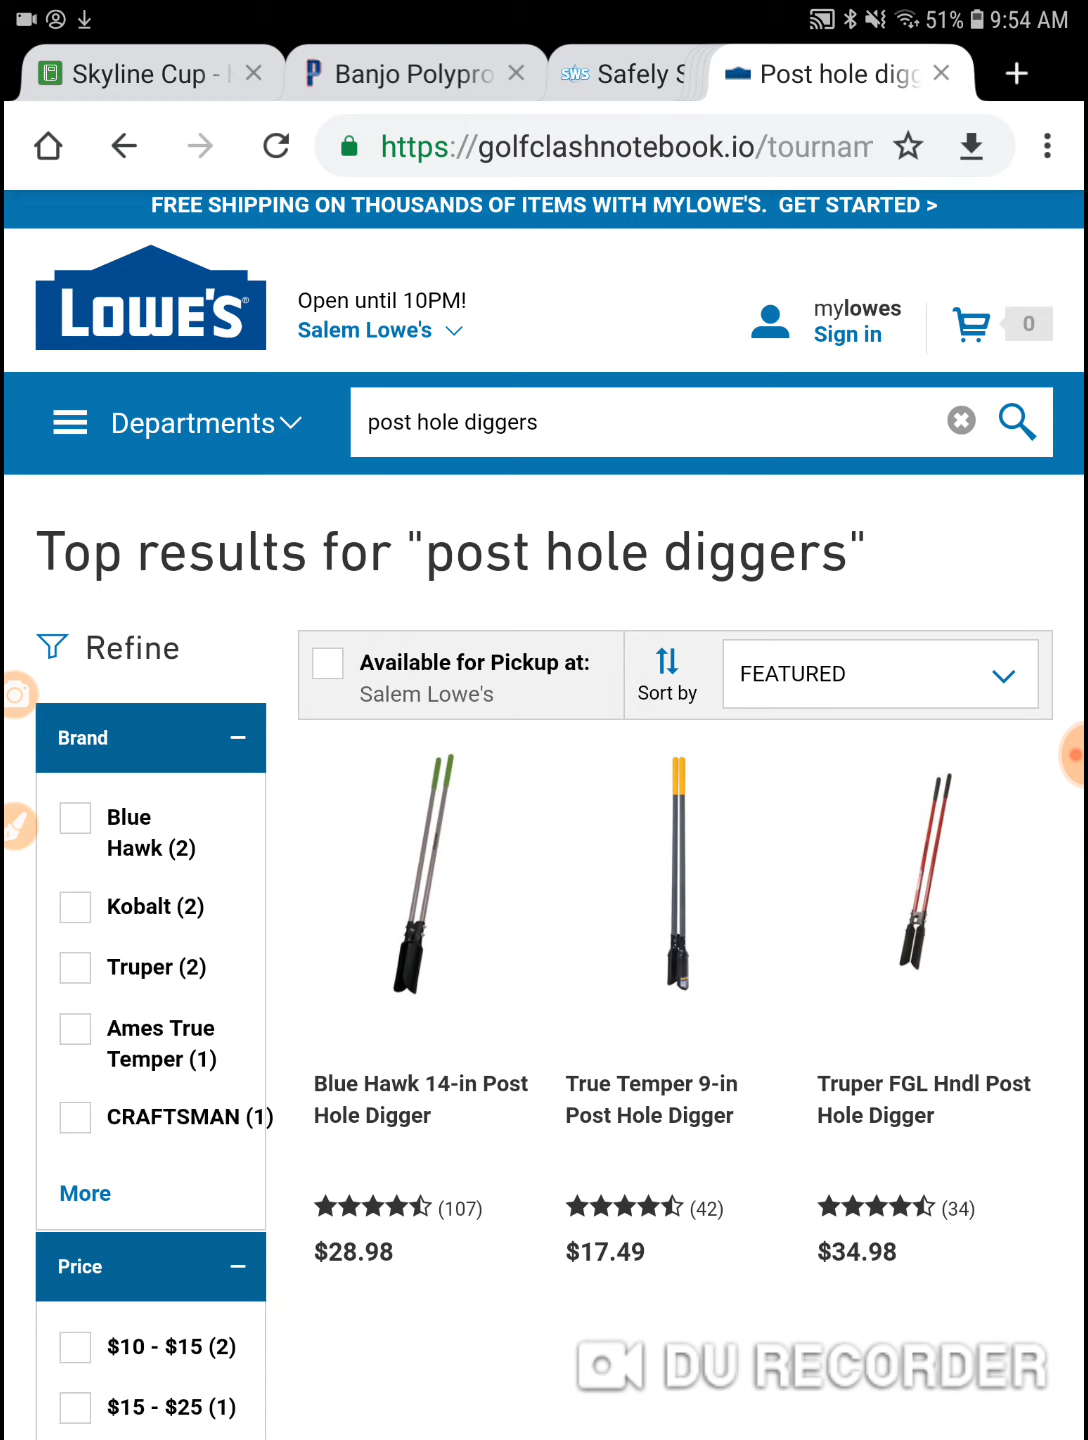 51% 9:54 AM
Skyline Cup -
Banjo Polypro
sws Safely S
Post hole digg
https://golfclashnotebook.io/tournam
FREE SHIPPING ON THOUSANDS OF ITEMS WITH MYLOWE'S. GET STARTED >
LOWE'S®
Open until 10PM!
Salem Lowe's
mylowes
Sign in
0
Departments
post hole diggers
Top results for "post hole diggers"
Refine
Available for Pickup at:
Salem Lowe's
Sort by
FEATURED
Brand
Blue
Hawk (2)
Kobalt (2)
Truper (2)
Ames True
Temper (1)
CRAFTSMAN (1)
More
Price
$10 - $15 (2)
$15 - $25 (1)
Blue Hawk 14-in Post
Hole Digger
(107)
$28.98
True Temper 9-in
Post Hole Digger
(42)
$17.49
Truper FGL Hndl Post
Hole Digger
(34)
$34.98
DU RECORDER